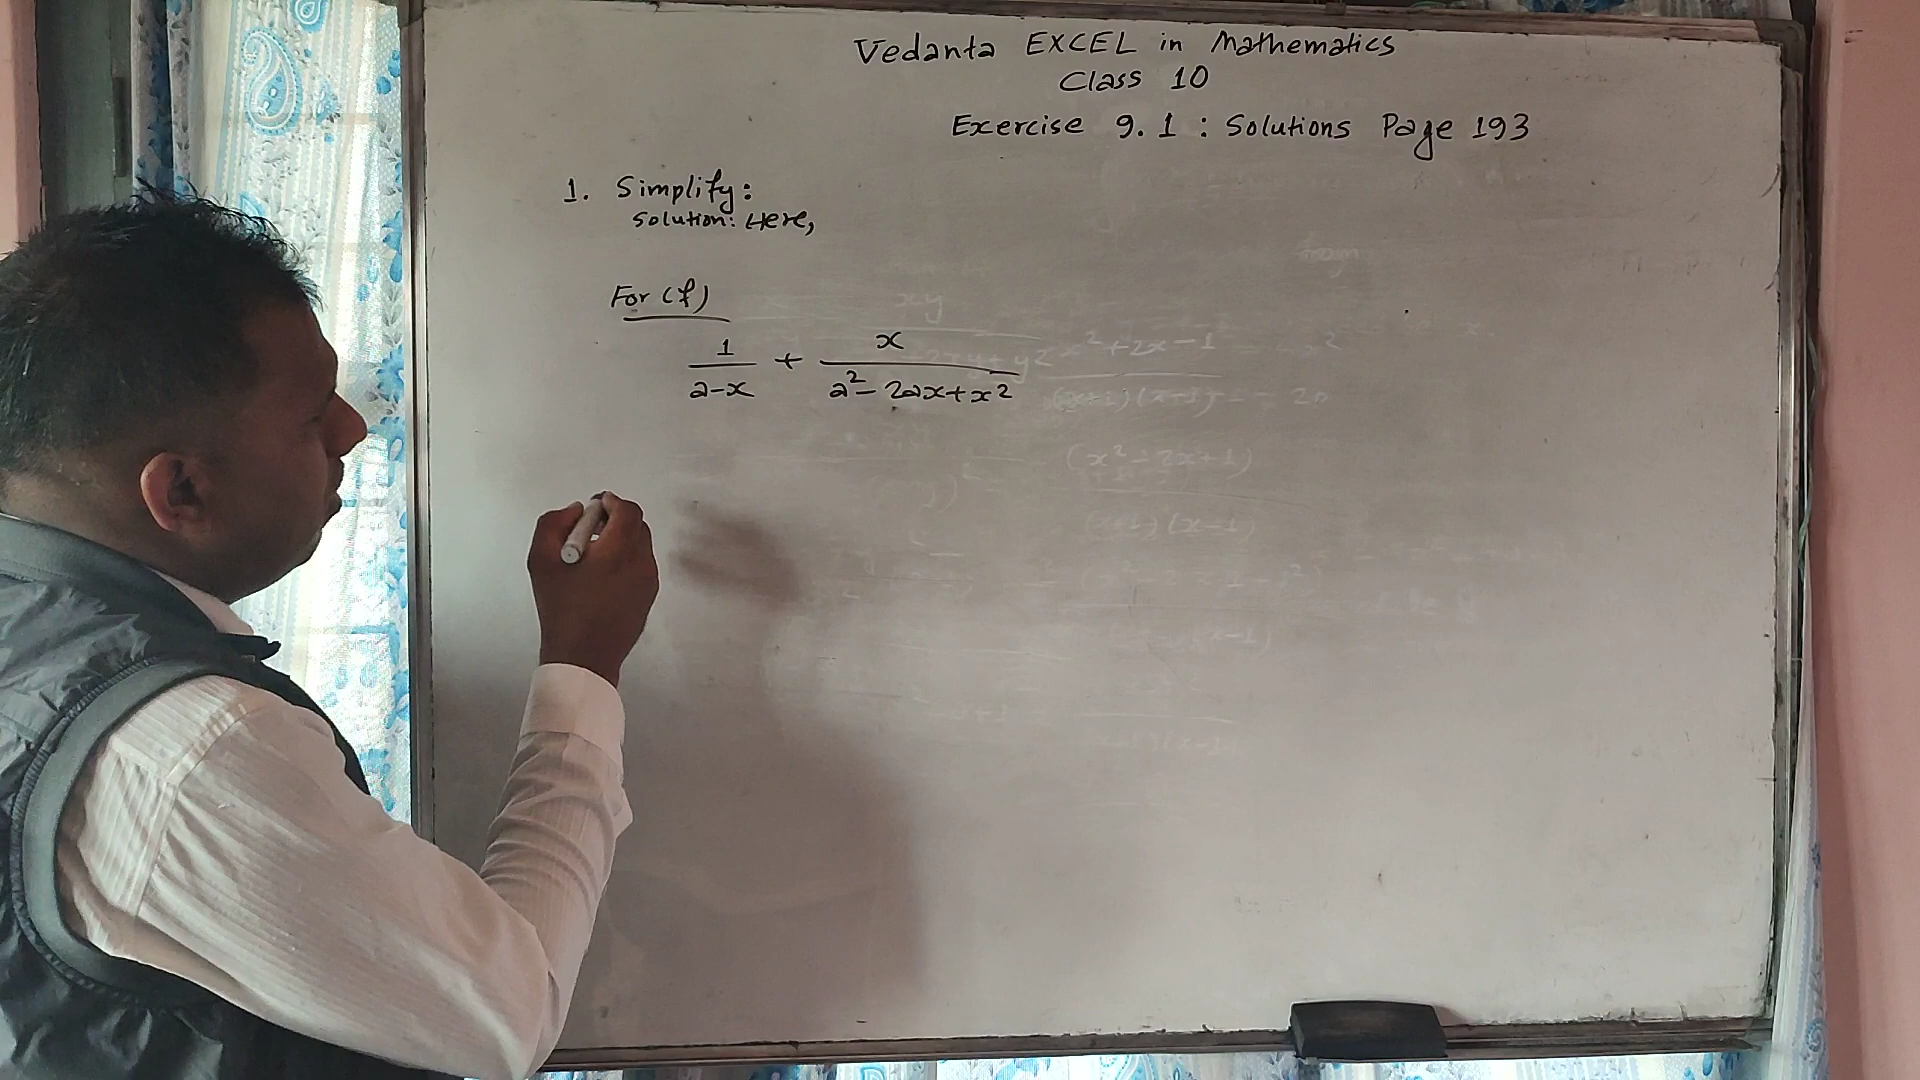 Vedanta EXCEL in Mathematics
Class 10
Exercise 9.1 : Solutions Page 193
1. Simplify:
Solution: Here,
For (f)
1/(a-x) + x/(a²- 2ax+x²)